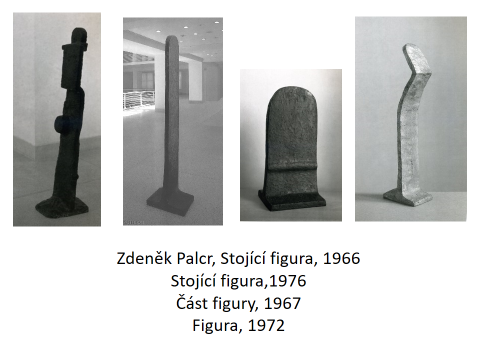 Zdeněk Palcr, Stojící figura, 1966
Stojící figura,1976
Část figury, 1967
Figura, 1972